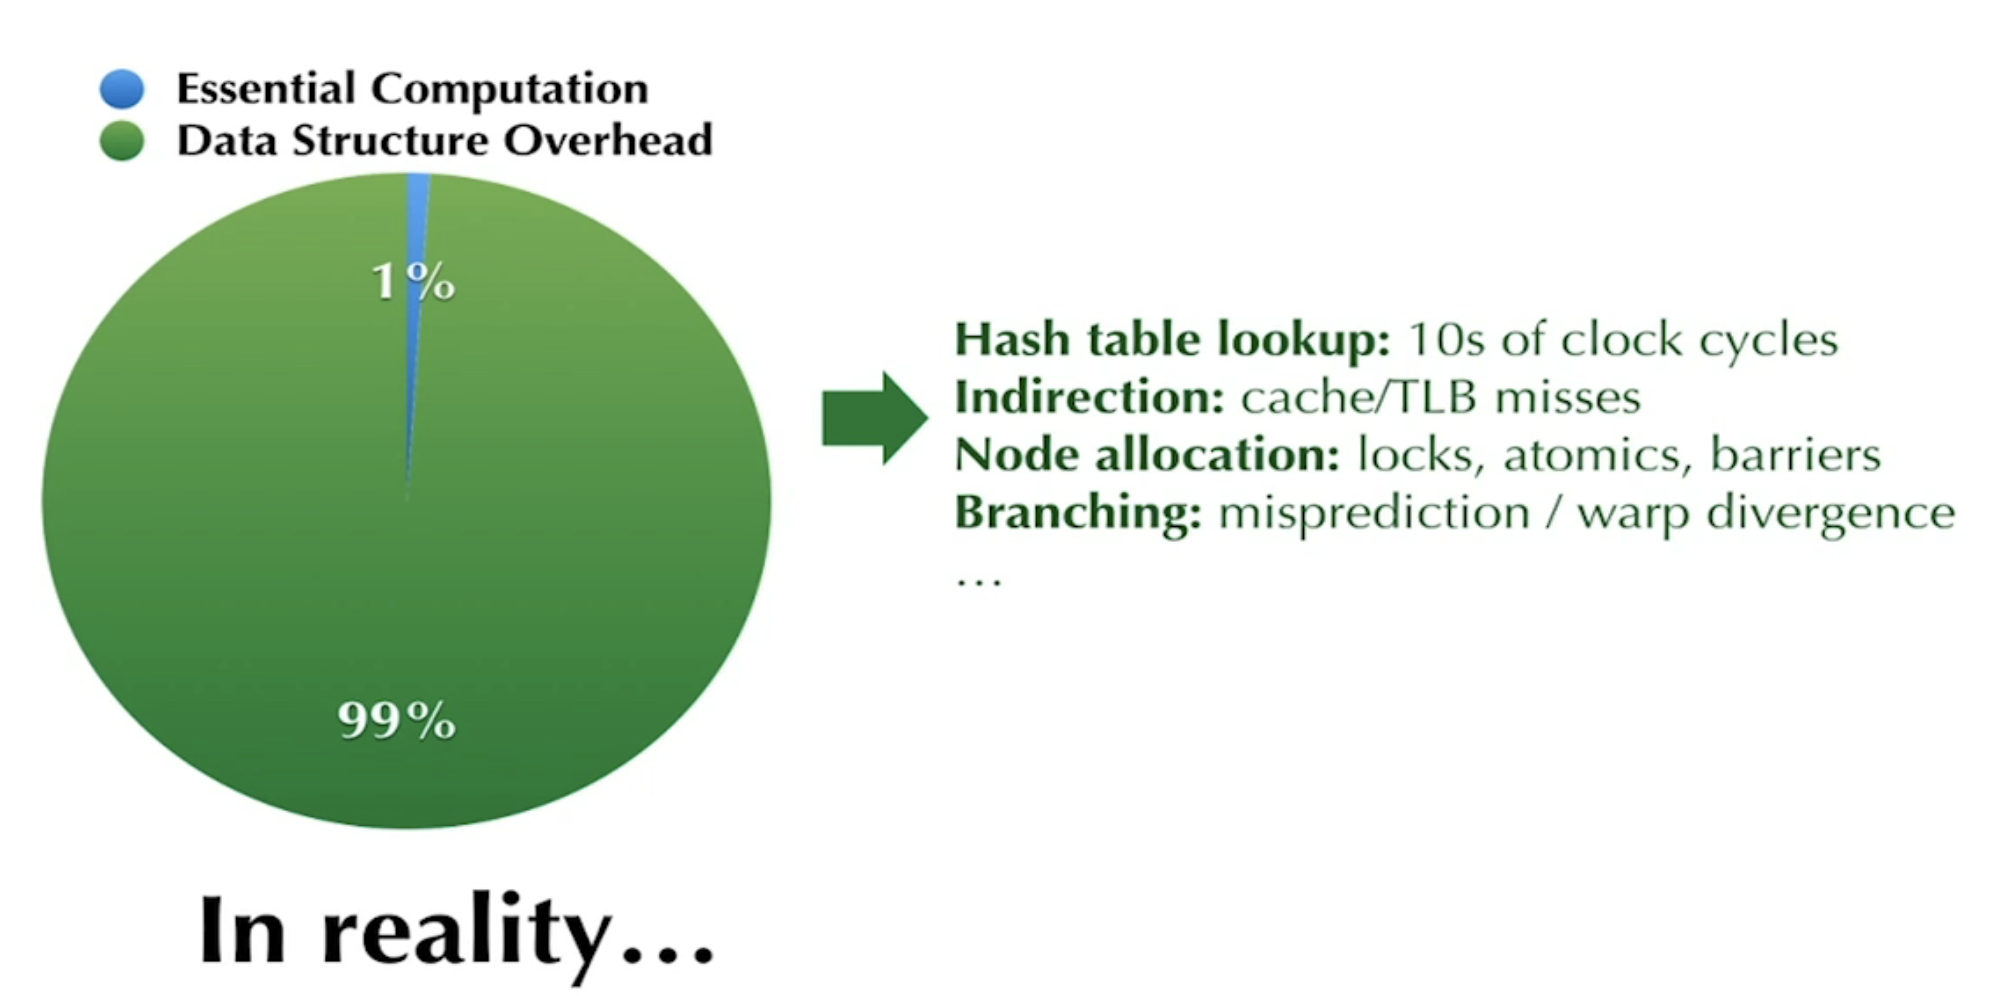 Essential Computation
Data Structure Overhead
1%
99%
Hash table lookup: 10s of clock cycles
Indirection: cache/TLB misses
Node allocation: locks, atomics, barriers
Branching: misprediction / warp divergence
…
In reality…